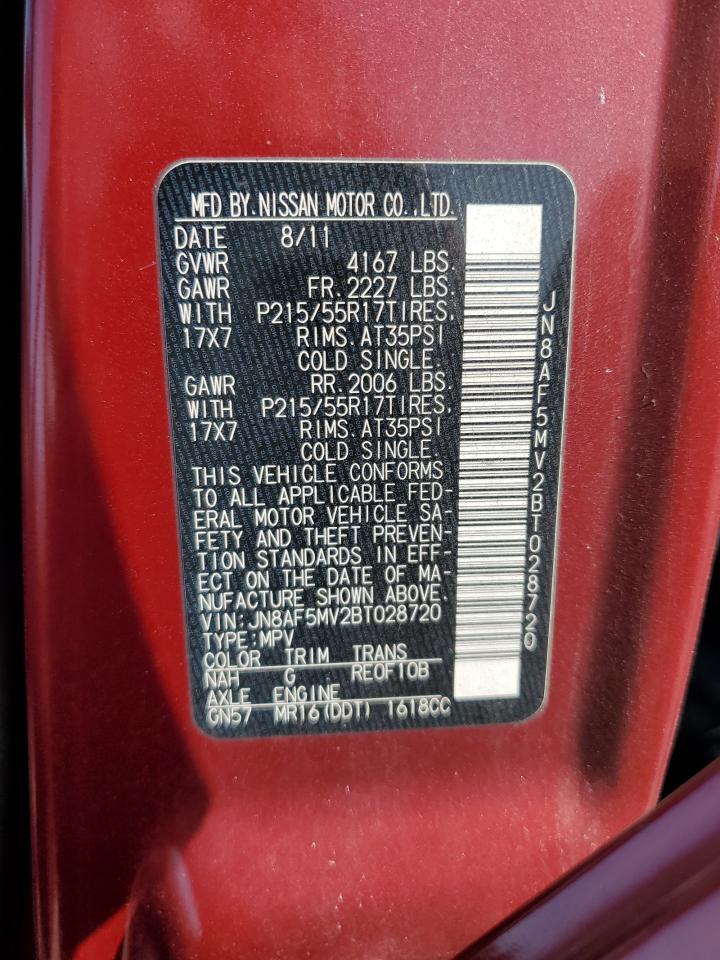 MFD BY.NISSAN MOTOR CO.,LTD.
DATE 8/11
GVWR 4167 LBS.
GAWR FR.2227 LBS.
WITH P215/55R17TIRES,
17X7 RIMS.AT35PSI
COLD SINGLE.
GAWR RR.2006 LBS.
WITH P215/55R17TIRES,
17X7 RIMS.AT35PSI
COLD SINGLE.
THIS VEHICLE CONFORMS
TO ALL APPLICABLE FED-
ERAL MOTOR VEHICLE SA-
FETY AND THEFT PREVEN-
TION STANDARDS IN EFF-
ECT ON THE DATE OF MA-
NUFACTURE SHOWN ABOVE.
VIN:JN8AF5MV2BT028720
TYPE:MPV
COLOR TRIM TRANS
NAH G RE0F10B
AXLE ENGINE
GN57 MR16(DDT) 1618CC
JN8AF5MV2BT028720